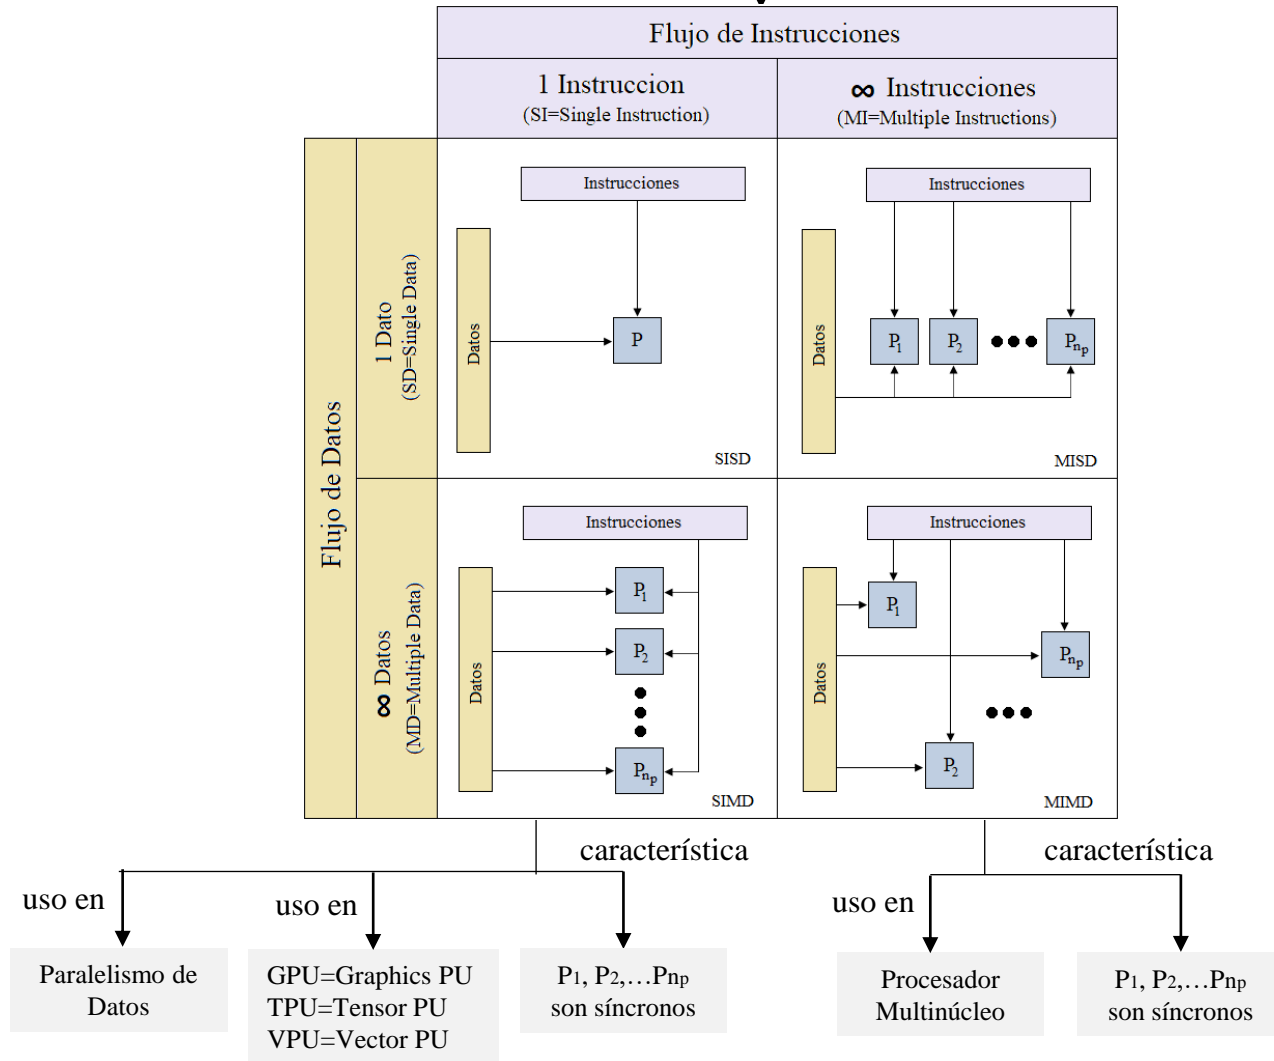 Flujo de Instrucciones
1 Instruccion
(SI=Single Instruction)
∞ Instrucciones
(MI=Multiple Instructions)
Flujo de Datos
1 Dato
(SD=Single Data)
Instrucciones
Datos
P
SISD
Instrucciones
Datos
P1 P2 ●●● Pnp
MISD
∞ Datos
(MD=Multiple Data)
Instrucciones
Datos
P1
P2
Pnp
SIMD
Instrucciones
Datos
P1
Pnp
P2
MIMD
característica
característica
uso en
uso en
uso en
Paralelismo de
Datos
GPU=Graphics PU
TPU=Tensor PU
VPU=Vector PU
P1, P2,…Pnp
son síncronos
Procesador
Multinúcleo
P1, P2,…Pnp
son síncronos